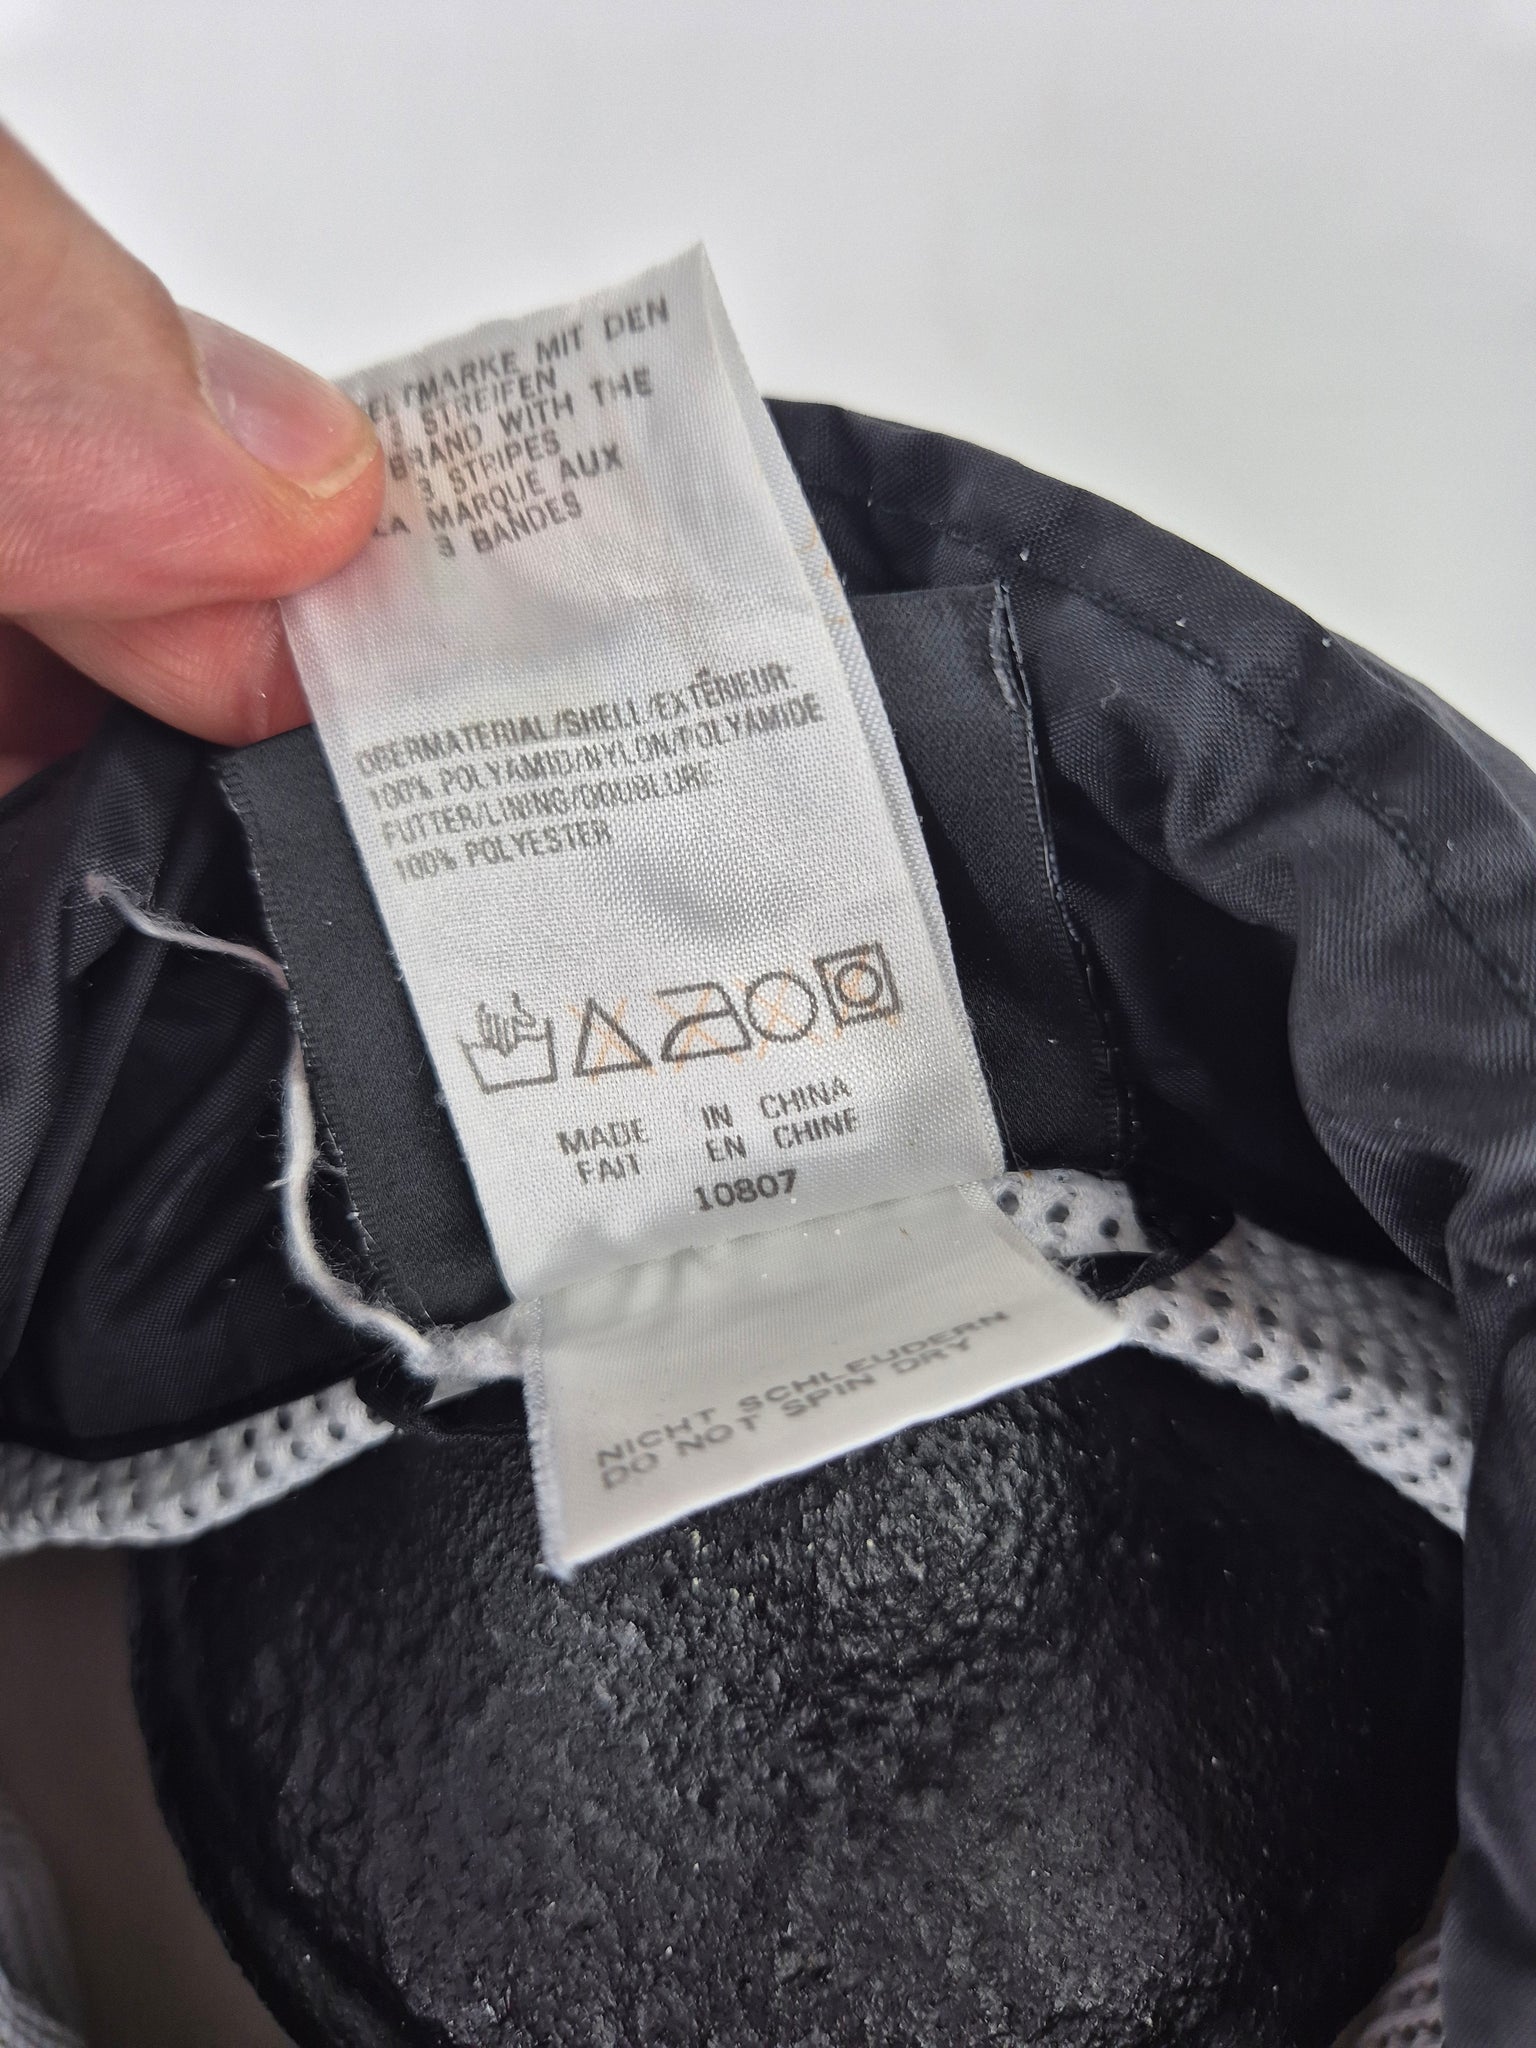 ELTMARKE MIT DEN
3 STREIFEN
BRAND WITH THE
3 STRIPES
LA MARQUE AUX
3 BANDES
OBERMATERIAL/SHELL/EXTÉRIEUR
100% POLYAMID/NYLON/POLYAMIDE
FUTTER/LINING/DOUBLURE
100% POLYESTER
MADE IN CHINA
FAIT EN CHINE
10807
NICHT SCHLEUDERN
DO NOT SPIN DRY